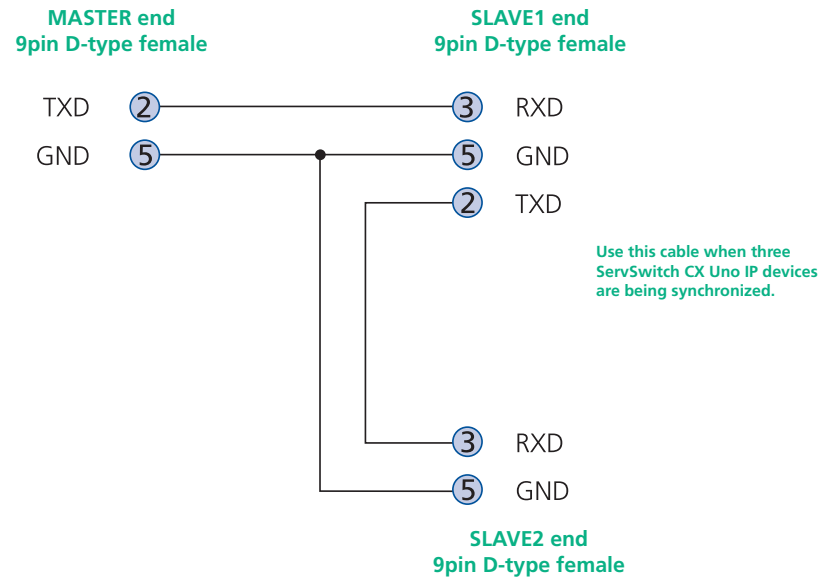 MASTER end
9pin D-type female
SLAVE1 end
9pin D-type female
TXD 2 3 RXD
GND 5 5 GND
2 TXD
Use this cable when three
ServSwitch CX Uno IP devices
are being synchronized.
3 RXD
5 GND
SLAVE2 end
9pin D-type female